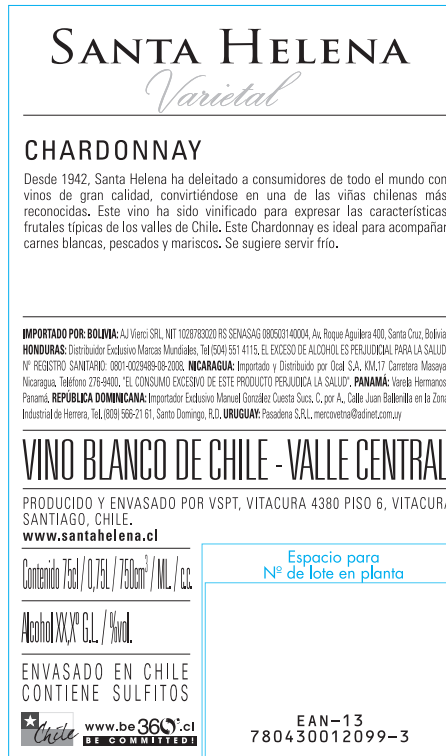 SANTA HELENA
Varietal
CHARDONNAY
Desde 1942, Santa Helena ha deleitado a consumidores de todo el mundo con
vinos de gran calidad, convirtiéndose en una de las viñas chilenas más
reconocidas. Este vino ha sido vinificado para expresar las características
frutales típicas de los valles de Chile. Este Chardonnay es ideal para acompañar
carnes blancas, pescados y mariscos. Se sugiere servir frío.
IMPORTADO POR: BOLIVIA: AJ Vierci SRL, NIT 1028783020 RS SENASAG 080503140004, Av, Roque Aguilera 400, Santa Cruz, Bolivia
HONDURAS: Distribuidor Exclusivo Marcas Mundiales, Tel (504) 551 4115. EL EXCESO DE ALCOHOL ES PERJUDICIAL PARA LA SALUD
Nº REGISTRO SANITARIO: 0801-0029489-08-2008. NICARAGUA: Importado y Distribuido por Ocal S.A. KM.17 Carretera Masaya
Nicaragua, Teléfono 276-9400. "EL CONSUMO EXCESIVO DE ESTE PRODUCTO PERJUDICA LA SALUD". PANAMÁ: Varela Hermanos
Panamá. REPÚBLICA DOMINICANA: Importador Exclusivo Manuel González Cuesta Sucs. C. por A., Calle Juan Ballenilla en la Zona
Industrial de Herrera, Tel. (809) 566-21 61, Santo Domingo, R.D. URUGUAY: Pasadena S.R.L. mercovetna@adinet.com.uy
VINO BLANCO DE CHILE - VALLE CENTRAL
PRODUCIDO Y ENVASADO POR VSPT, VITACURA 4380 PISO 6, VITACURA
SANTIAGO, CHILE.
www.santahelena.cl
Contenido 75cl / 0,75L / 750cm³ / ML. / c.c.
Alcohol XX,Xº G.L. / %vol.
ENVASADO EN CHILE
CONTIENE SULFITOS
Chile www.be360°.cl
BE COMMITTED!
Espacio para
Nº de lote en planta
EAN-13
780430012099-3